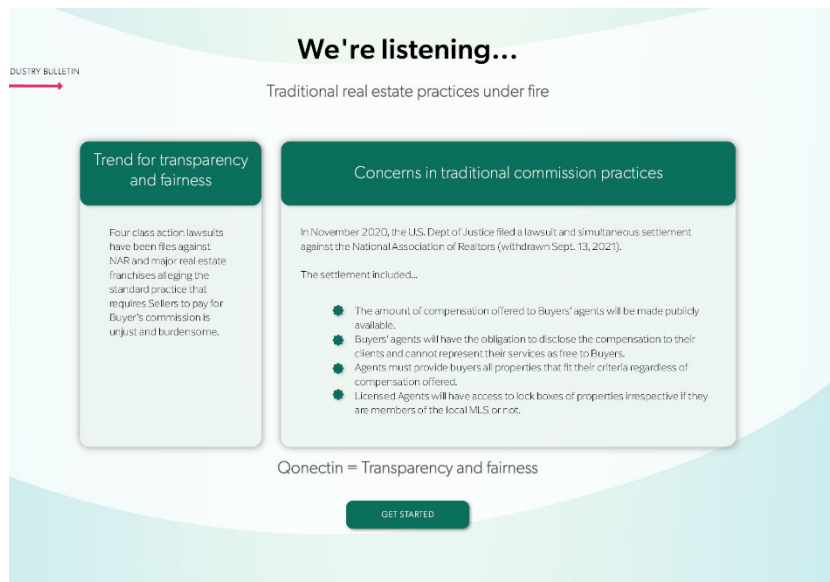 We're listening...
DUSTRY BULLETIN
Traditional real estate practices under fire
Trend for transparency
and fairness
Four class action lawsuits
have been files against
NAR and major real estate
franchises alleging the
standard practice that
requires Sellers to pay for
Buyer's commission is
unjust and burdensome.
Concerns in traditional commission practices
In November 2020, the U.S. Dept of Justice filed a lawsuit and simultaneous settlement
against the National Association of Realtors (withdrawn Sept. 13, 2021).
The settlement included...
The amount of compensation offered to Buyers' agents will be made publicly
available.
Buyers' agents will have the obligation to disclose the compensation to their
clients and cannot represent their services as free to Buyers.
Agents must provide buyers all properties that fit their criteria regardless of
compensation offered.
Licensed Agents will have access to lock boxes of properties irrespective if they
are members of the local MLS or not.
Qonectin = Transparency and fairness
GET STARTED